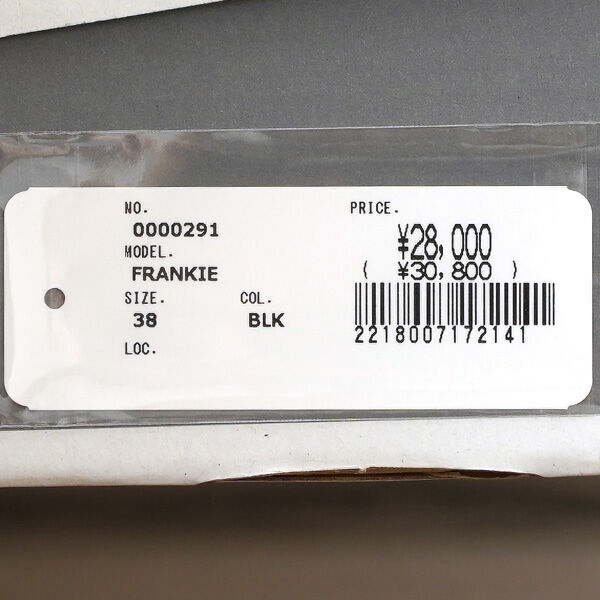 NO.
0000291
MODEL.
FRANKIE
SIZE. COL.
38 BLK
LOC.
PRICE.
¥28,000
( ¥30,800 )
2218007172141